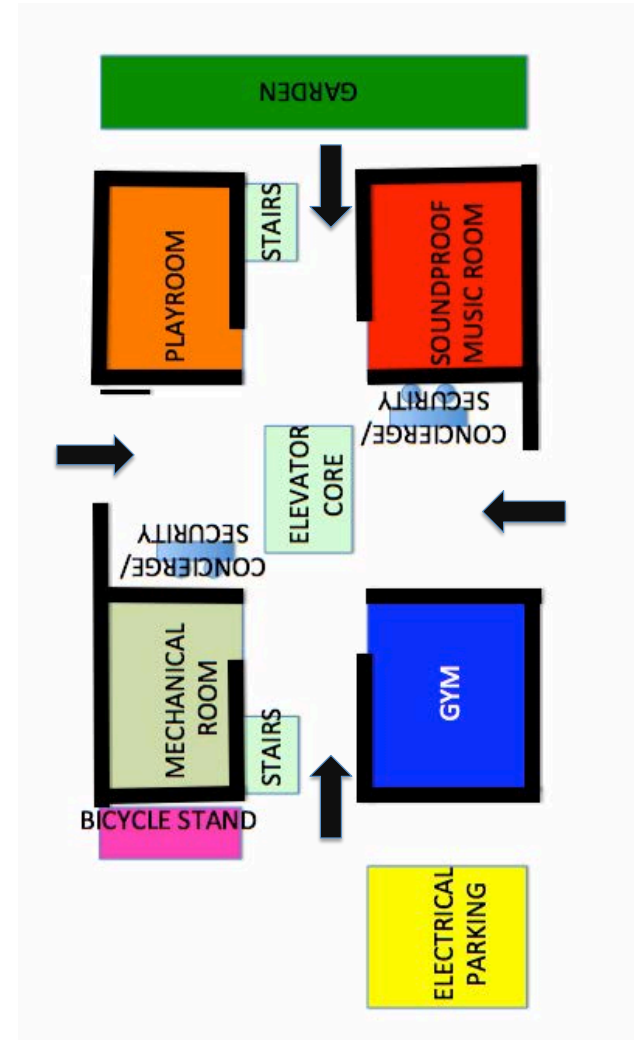 GARDEN
STAIRS
PLAYROOM
SOUNDPROOF
MUSIC ROOM
CONCIERGE/
SECURITY
ELEVATOR
CORE
CONCIERGE/
SECURITY
MECHANICAL
ROOM
STAIRS
GYM
BICYCLE STAND
ELECTRICAL
PARKING